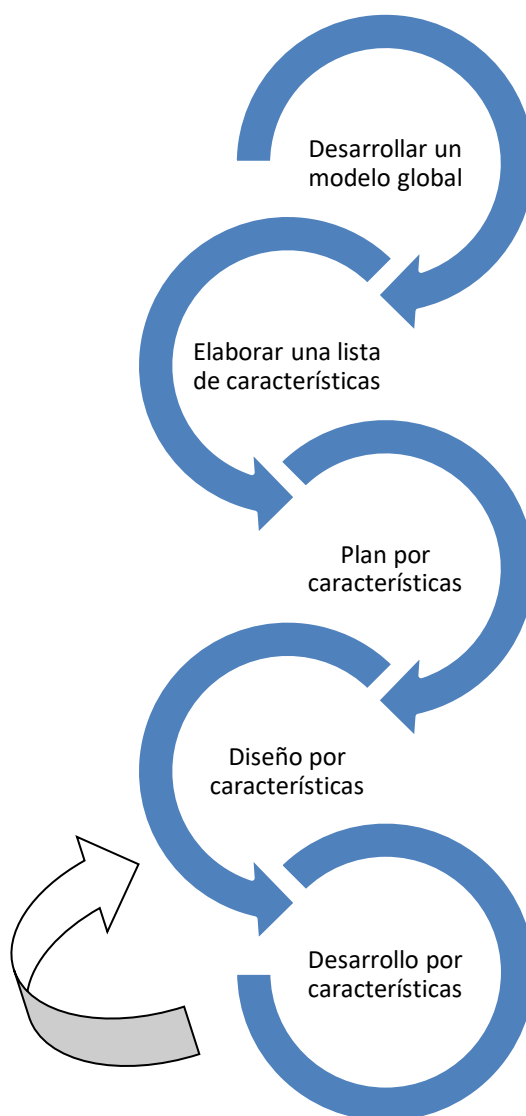 Desarrollar un
modelo global
Elaborar una lista
de características
Plan por
características
Diseño por
características
Desarrollo por
características